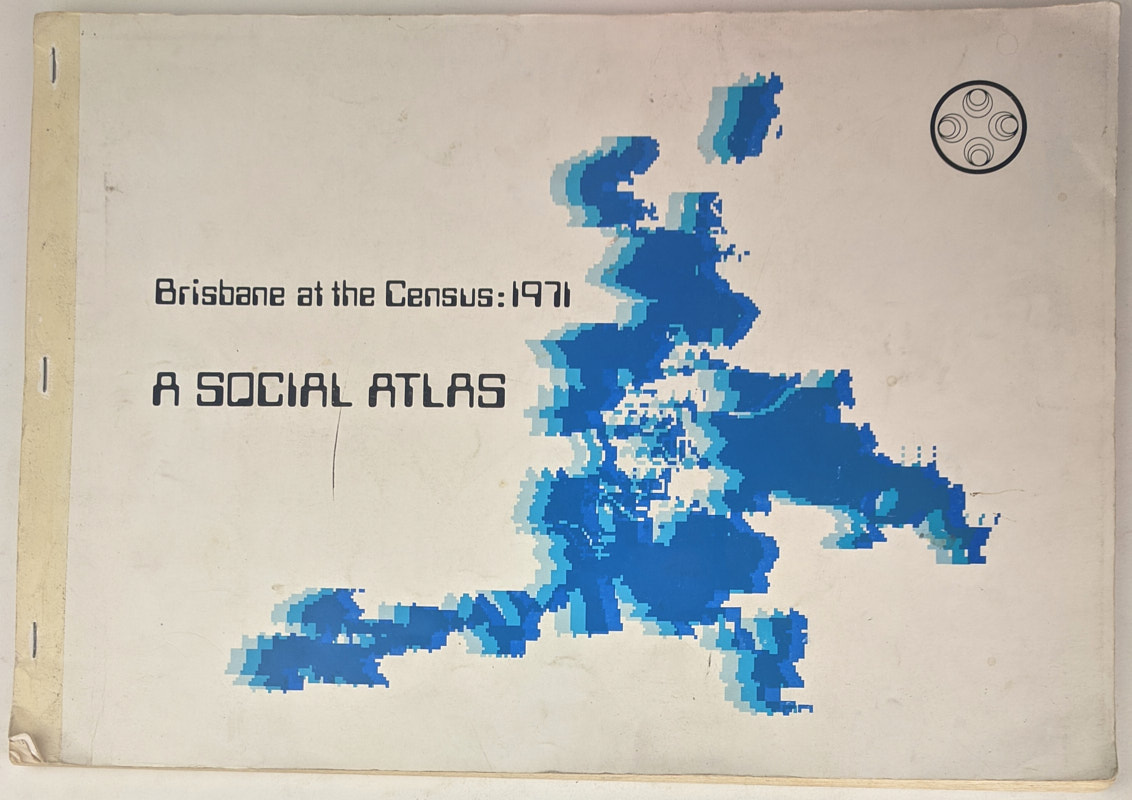 Brisbane at the Census: 1971
A SOCIAL ATLAS